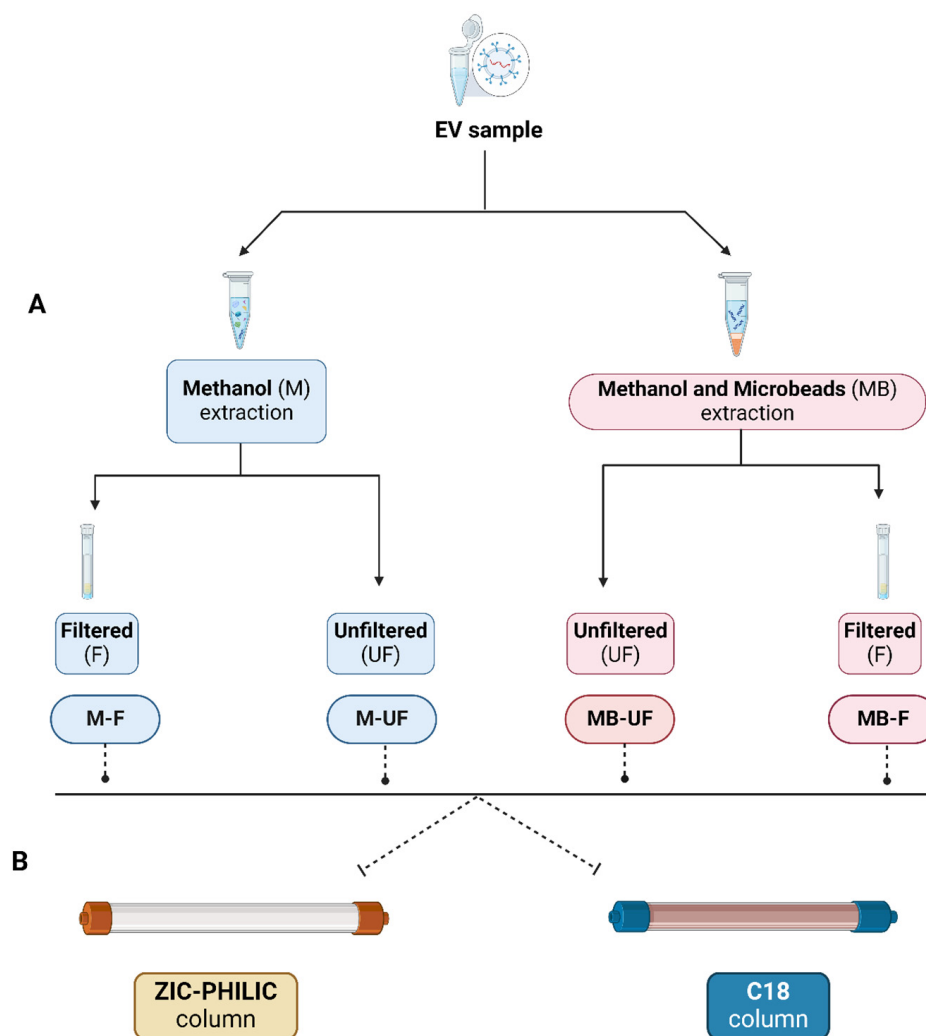 EV sample
A
Methanol (M)
extraction
Methanol and Microbeads (MB)
extraction
Filtered
(F)
Unfiltered
(UF)
Unfiltered
(UF)
Filtered
(F)
M-F
M-UF
MB-UF
MB-F
B
ZIC-PHILIC
column
C18
column